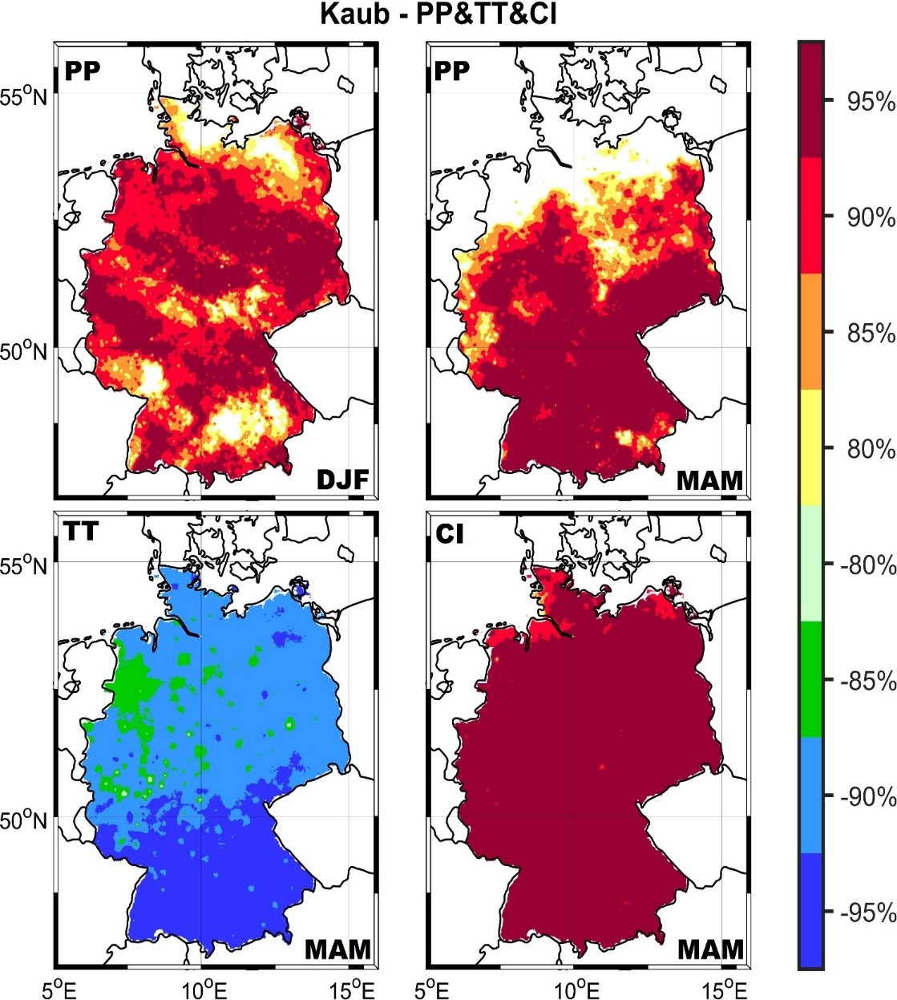 Kaub - PP&TT&CI
PP
PP
55°N
50°N
DJF
MAM
TT
CI
55°N
50°N
MAM
MAM
5°E
10°E
15°E
5°E
10°E
15°E
95%
90%
85%
80%
-80%
-85%
-90%
-95%